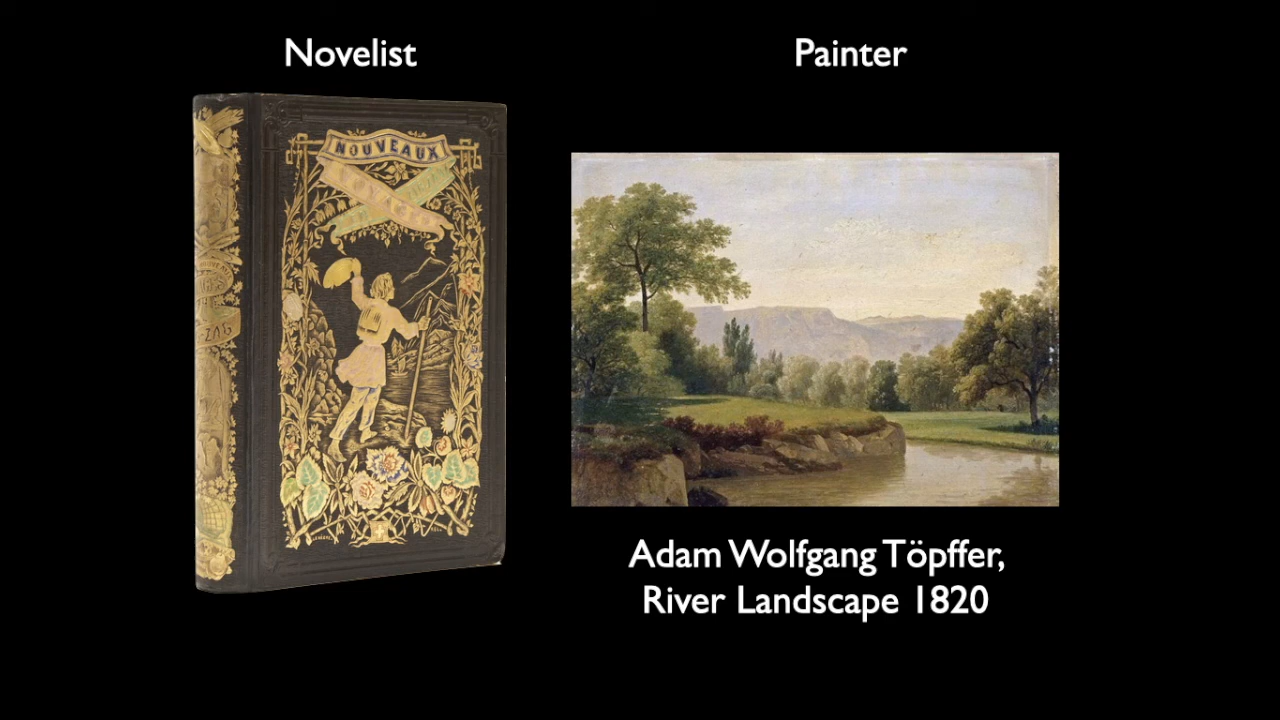 Novelist
Painter
NOUVEAUX
Adam Wolfgang Töpffer,
River Landscape 1820